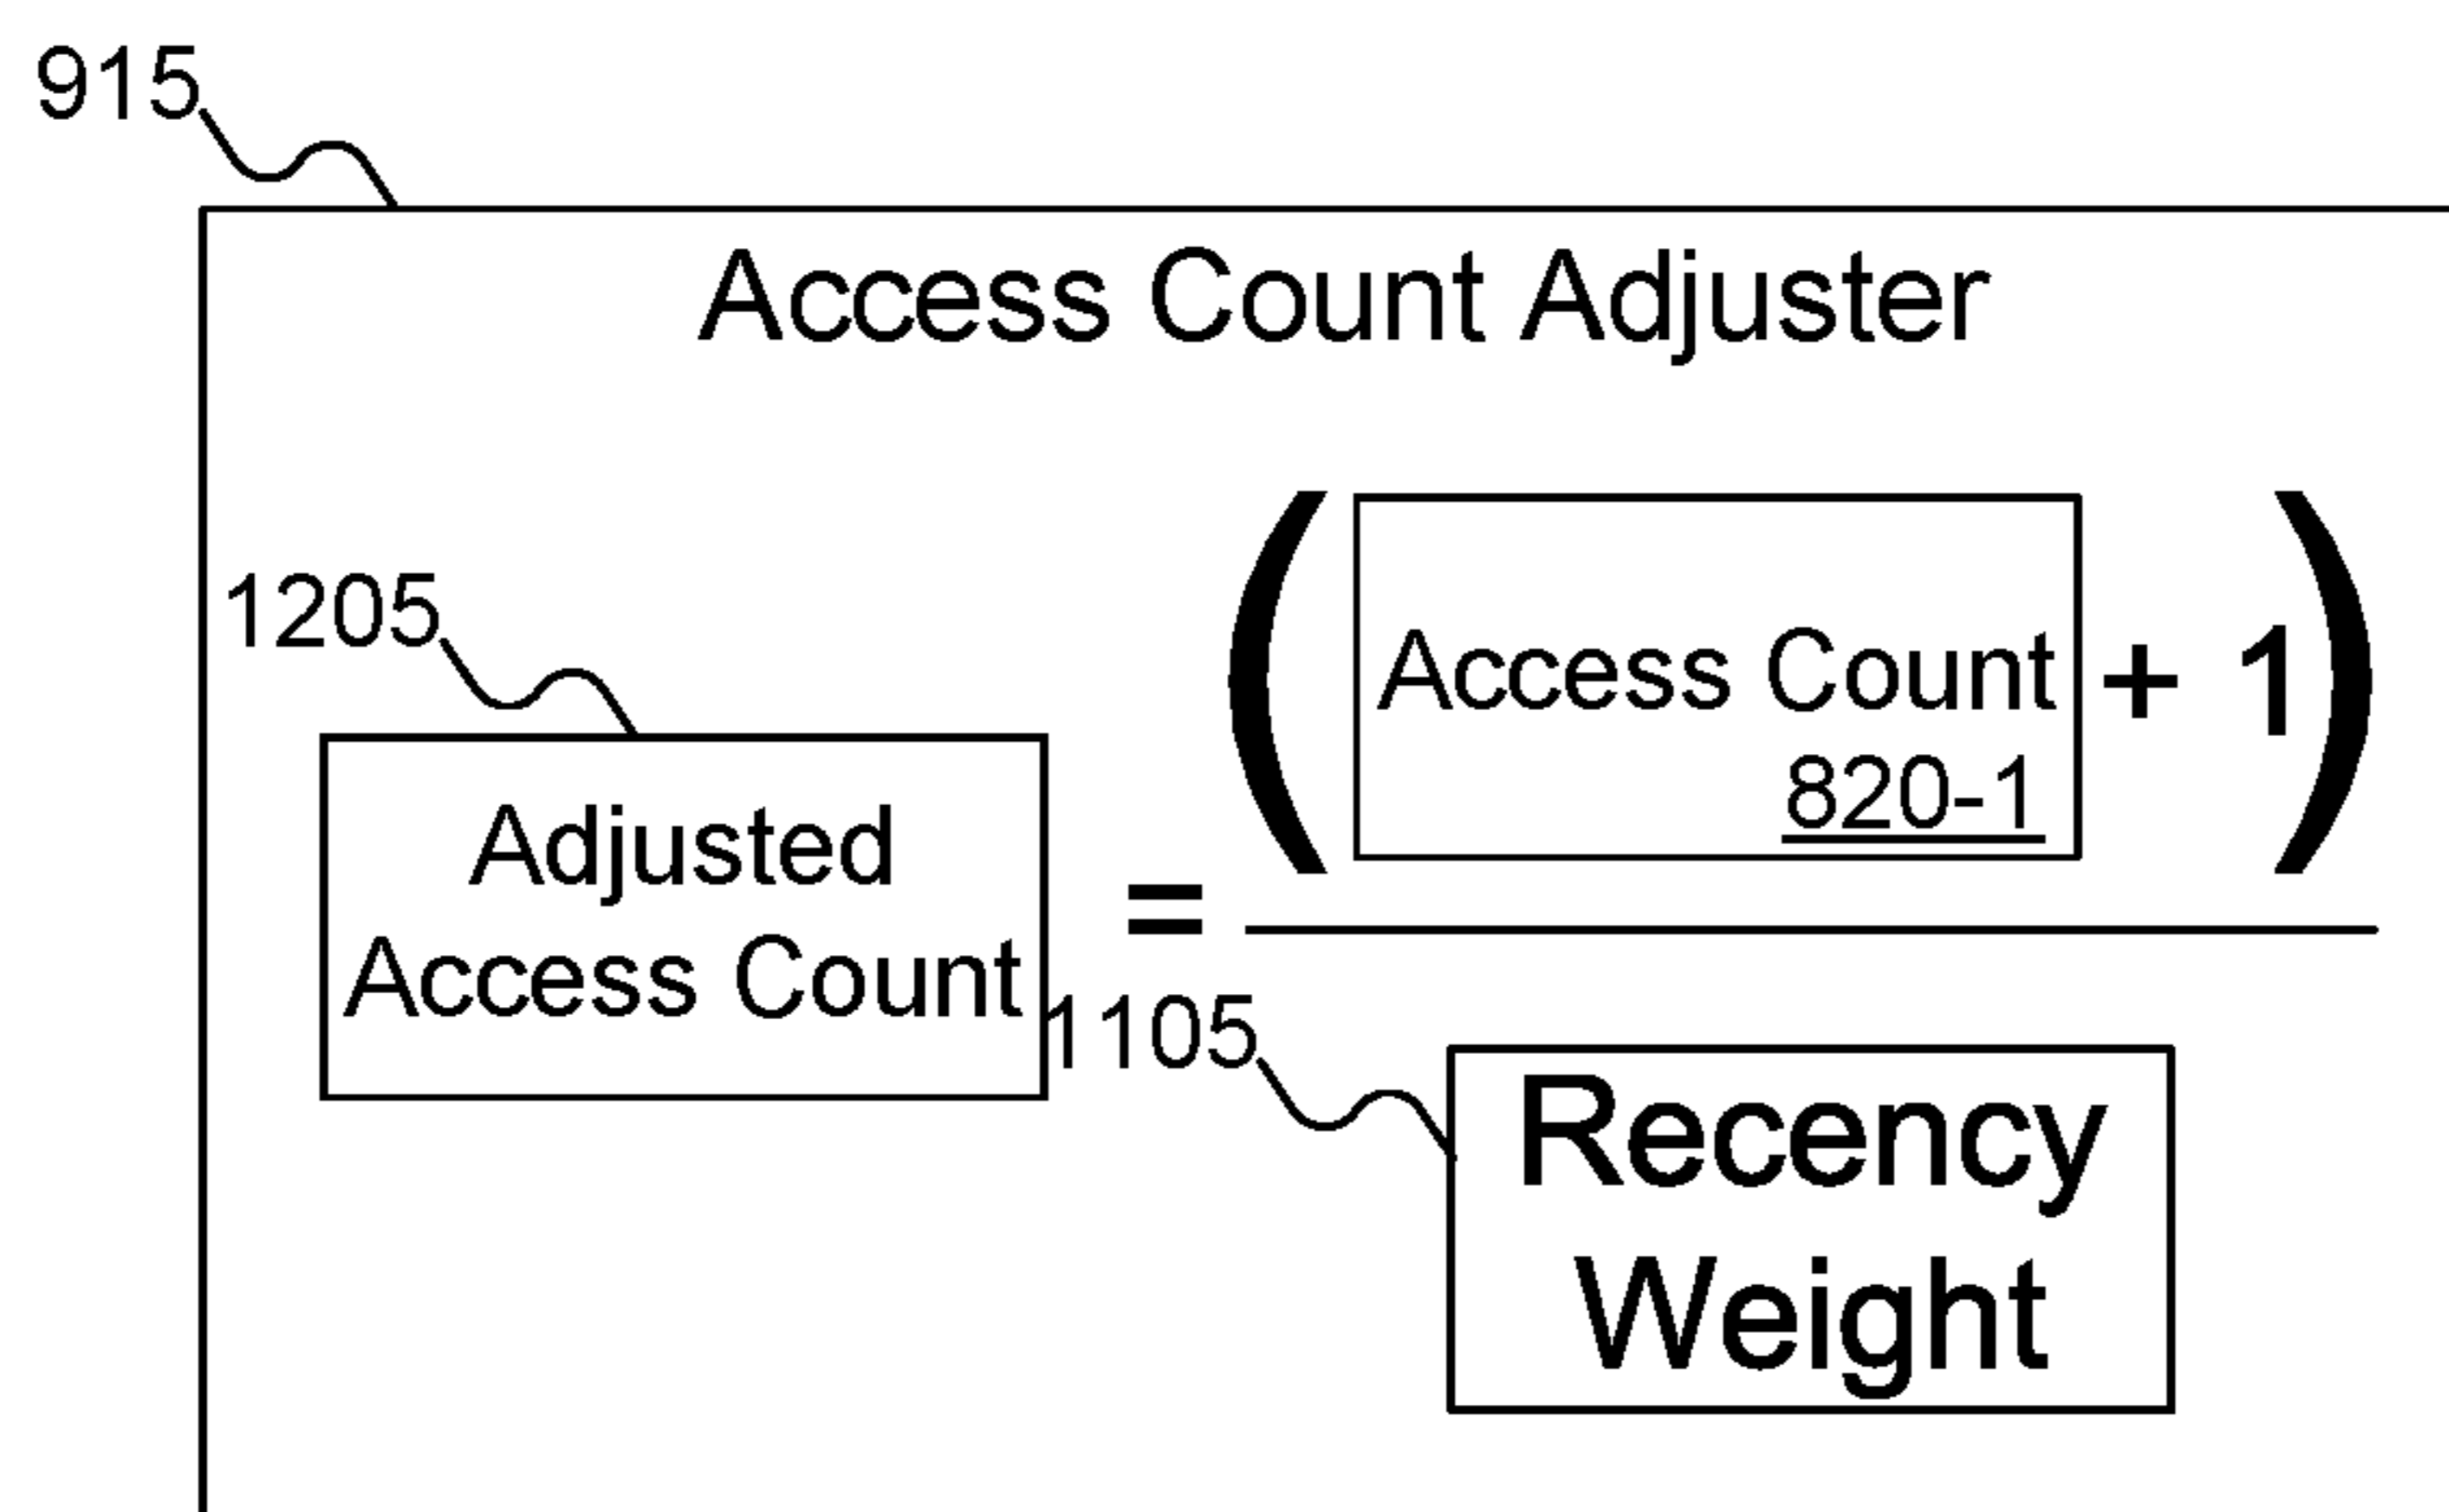 915
Access Count Adjuster
1205
Adjusted
Access Count
=
( Access Count + 1 )
820-1
1105
Recency
Weight